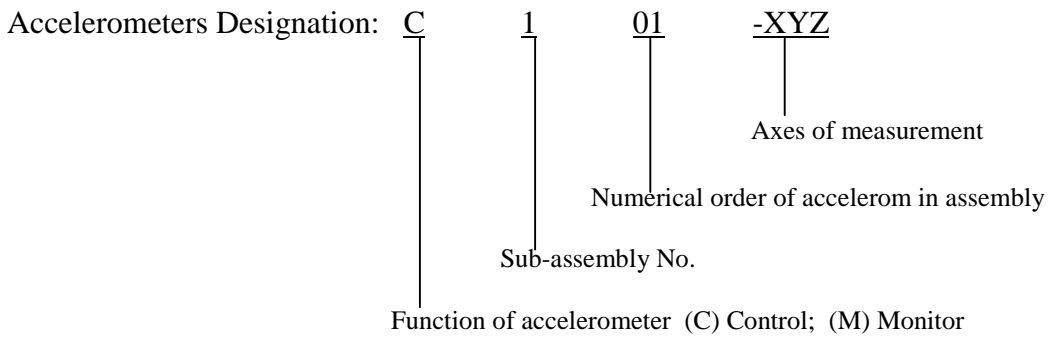 Accelerometers Designation: C 1 01 -XYZ
Axes of measurement
Numerical order of accelerom in assembly
Sub-assembly No.
Function of accelerometer (C) Control; (M) Monitor